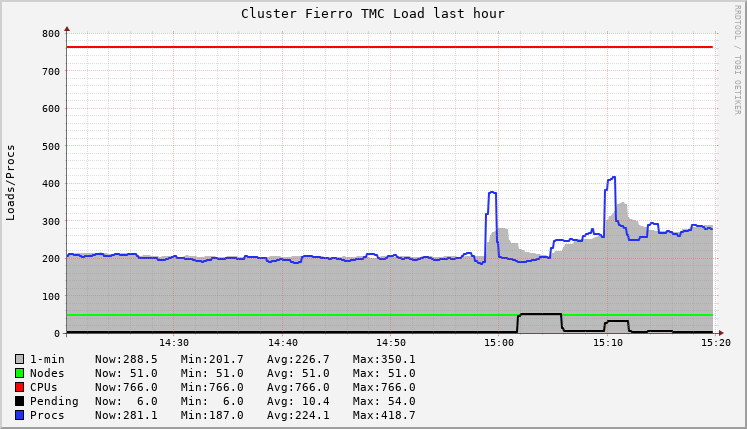 Cluster Fierro TMC Load last hour
RRDTOOL / TOBI OETIKER
Loads/Procs
800
700
600
500
400
300
200
100
0
14:30 14:40 14:50 15:00 15:10 15:20
1-min Now:288.5 Min:201.7 Avg:226.7 Max:350.1
Nodes Now: 51.0 Min: 51.0 Avg: 51.0 Max: 51.0
CPUs Now:766.0 Min:766.0 Avg:766.0 Max:766.0
Pending Now: 6.0 Min: 6.0 Avg: 10.4 Max: 54.0
Procs Now:281.1 Min:187.0 Avg:224.1 Max:418.7